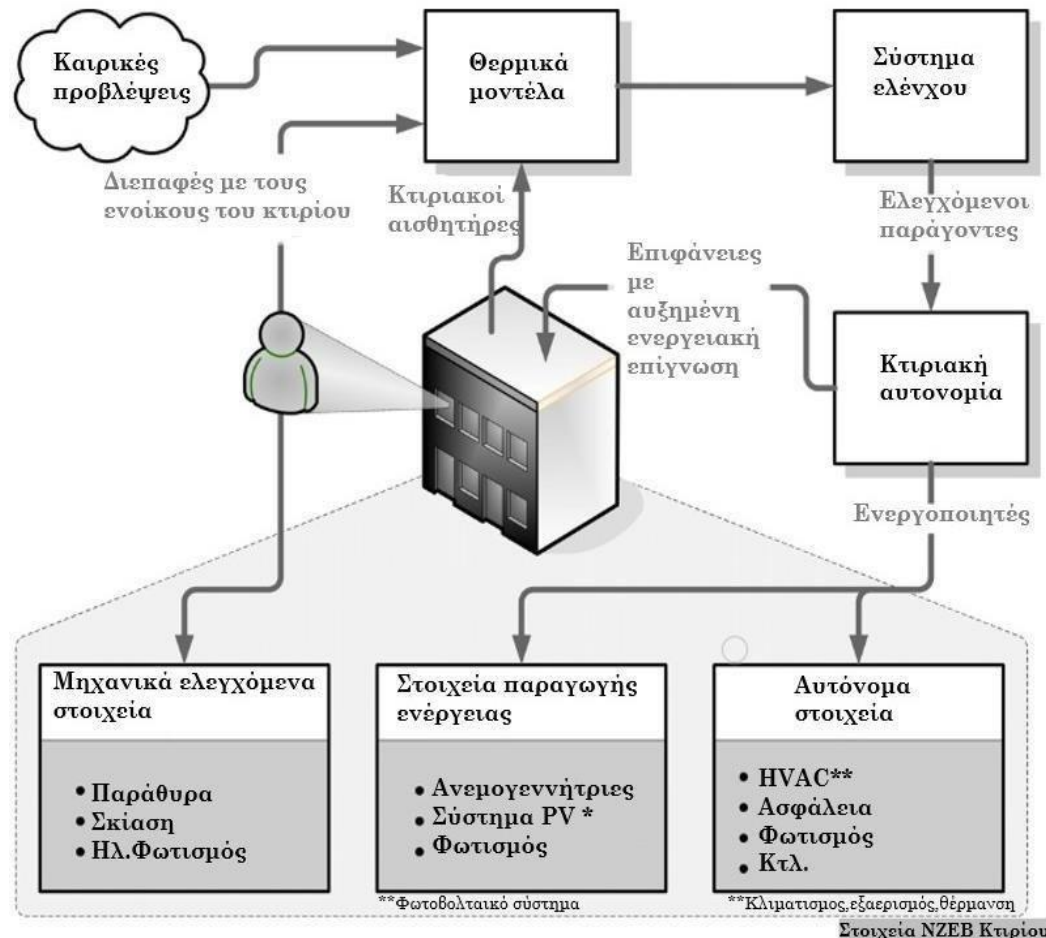 Καιρικές
προβλέψεις
Θερμικά
μοντέλα
Σύστημα
ελένχου
Διεπαφές με τους
ενοίκους του κτιρίου
Κτιριακοί
αισθητήρες
Ελεγχόμενοι
παράγοντες
Επιφάνειες
με
αυξημένη
ενεργειακή
επίγνωση
Κτιριακή
αυτονομία
Ενεργοποιητές
Μηχανικά ελεγχόμενα
στοιχεία
• Παράθυρα
• Σκίαση
• Ηλ.Φωτισμός
Στοιχεία παραγωγής
ενέργειας
• Ανεμογεννήτριες
• Σύστημα PV *
• Φωτισμός
**Φωτοβολταικό σύστημα
Αυτόνομα
στοιχεία
• HVAC**
• Ασφάλεια
• Φωτισμός
• Κτλ.
**Κλιματισμος,εξαερισμός,θέρμανση
Στοιχεία NZEB Κτιρίου